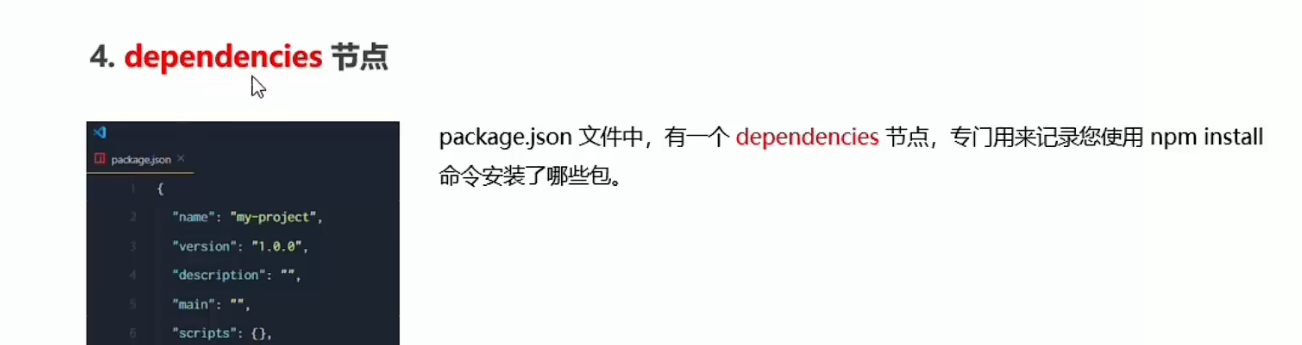 4. dependencies 节点
package.json 文件中，有一个 dependencies 节点，专门用来记录您使用 npm install
命令安装了哪些包。
package.json ×
1 {
2 "name": "my-project",
3 "version": "1.0.0",
4 "description": "",
5 "main": "",
6 "scripts": {},